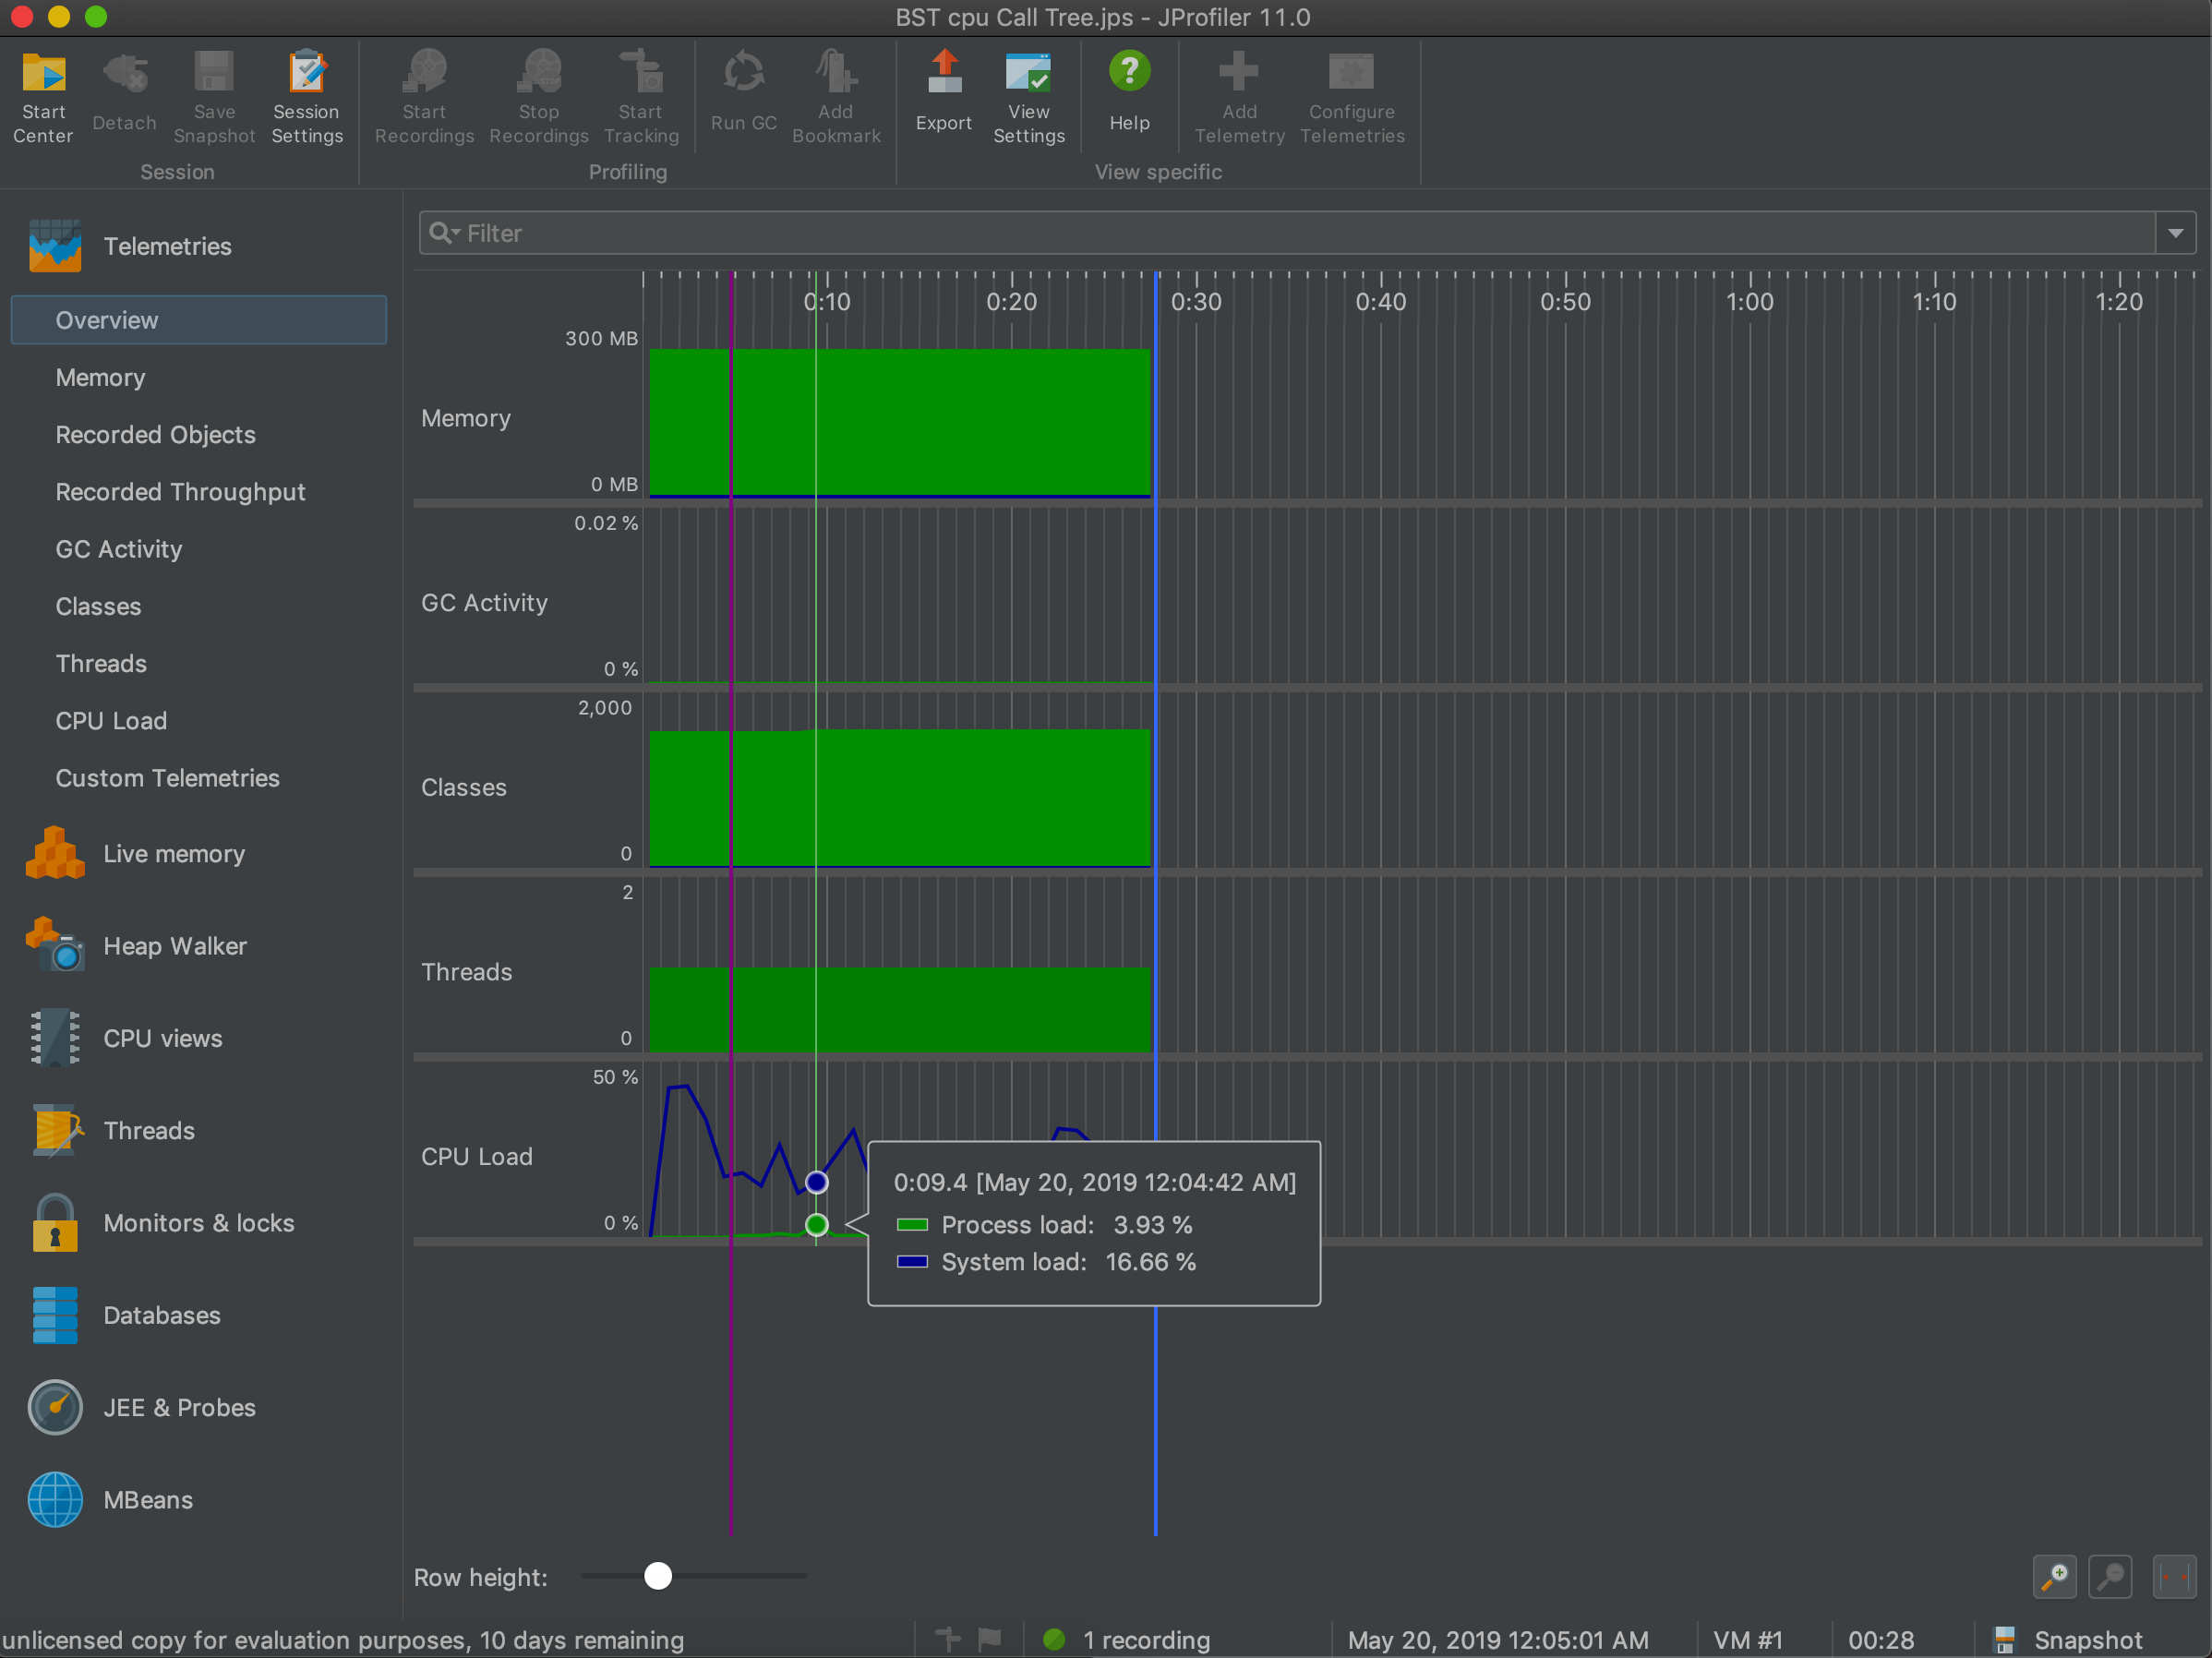 BST cpu Call Tree.jps - JProfiler 11.0
Start Center
Detach
Save Snapshot
Session Settings
Start Recordings
Stop Recordings
Start Tracking
Run GC
Add Bookmark
Export
View Settings
Help
Add Telemetry
Configure Telemetries
Session
Profiling
View specific
Telemetries
Overview
Memory
Recorded Objects
Recorded Throughput
GC Activity
Classes
Threads
CPU Load
Custom Telemetries
Live memory
Heap Walker
CPU views
Threads
Monitors & locks
Databases
JEE & Probes
MBeans
Filter
0:10 0:20 0:30 0:40 0:50 1:00 1:10 1:20
300 MB
Memory
0 MB
0.02 %
GC Activity
0 %
2,000
Classes
0
2
Threads
0
50 %
CPU Load
0 %
0:09.4 [May 20, 2019 12:04:42 AM]
Process load: 3.93 %
System load: 16.66 %
Row height:
unlicensed copy for evaluation purposes, 10 days remaining
1 recording
May 20, 2019 12:05:01 AM
VM #1
00:28
Snapshot